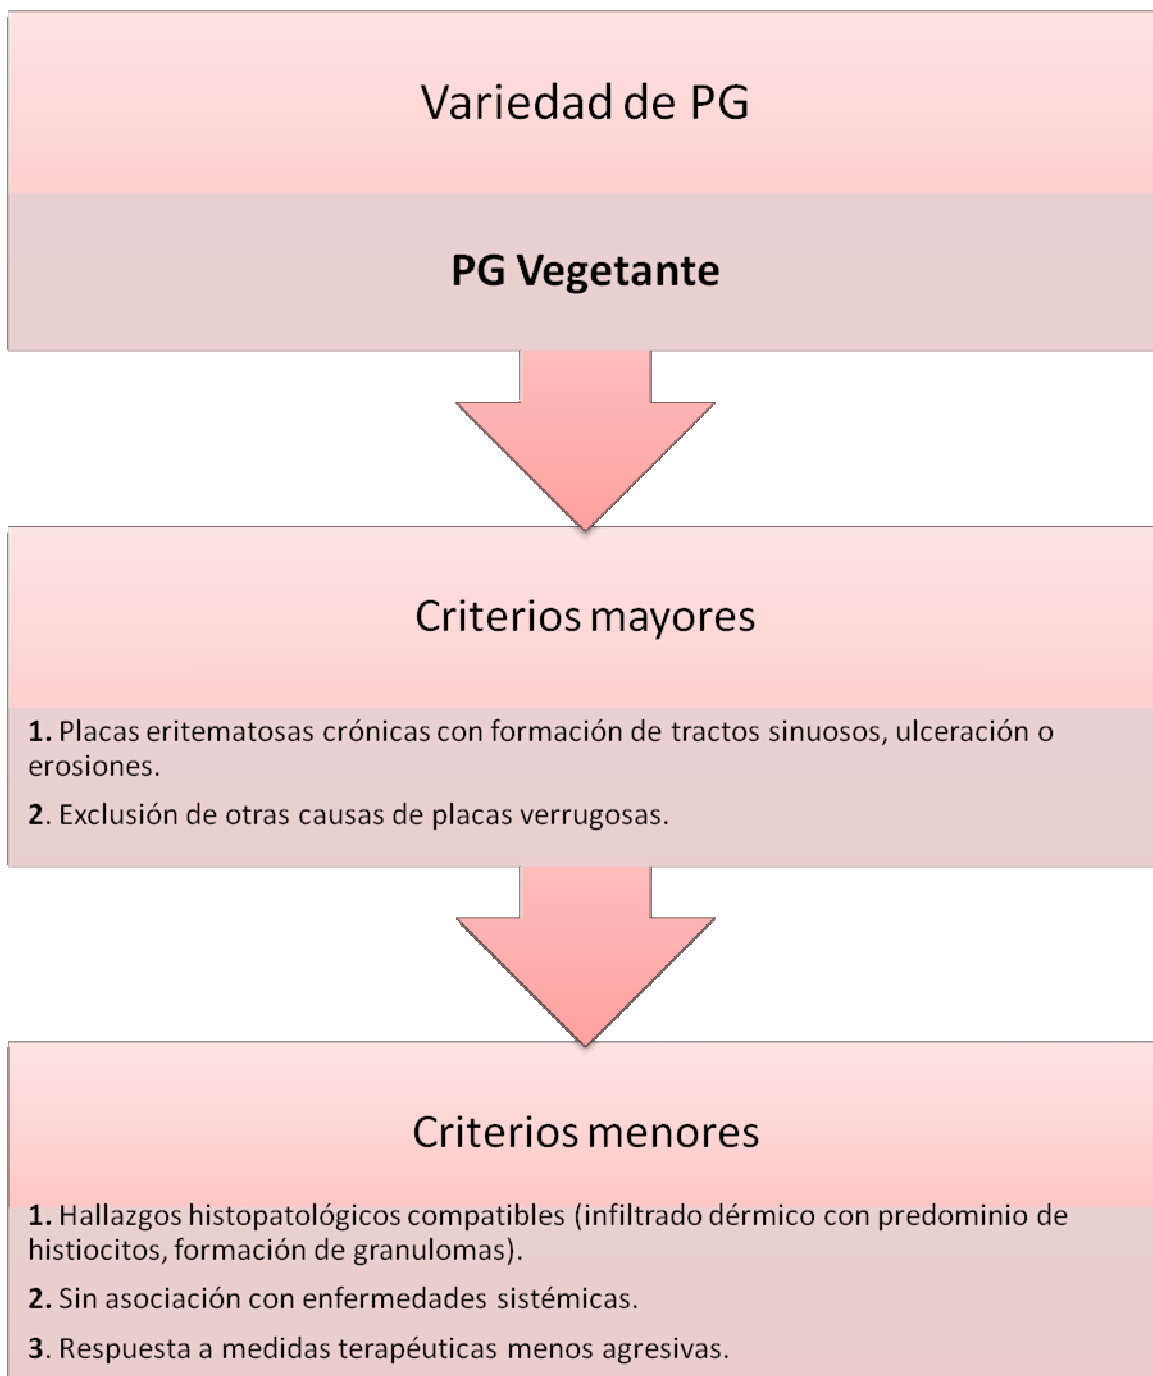 Variedad de PG
PG Vegetante
Criterios mayores
1. Placas eritematosas crónicas con formación de tractos sinuosos, ulceración o
erosiones.
2. Exclusión de otras causas de placas verrugosas.
Criterios menores
1. Hallazgos histopatológicos compatibles (infiltrado dérmico con predominio de
histiocitos, formación de granulomas).
2. Sin asociación con enfermedades sistémicas.
3. Respuesta a medidas terapéuticas menos agresivas.